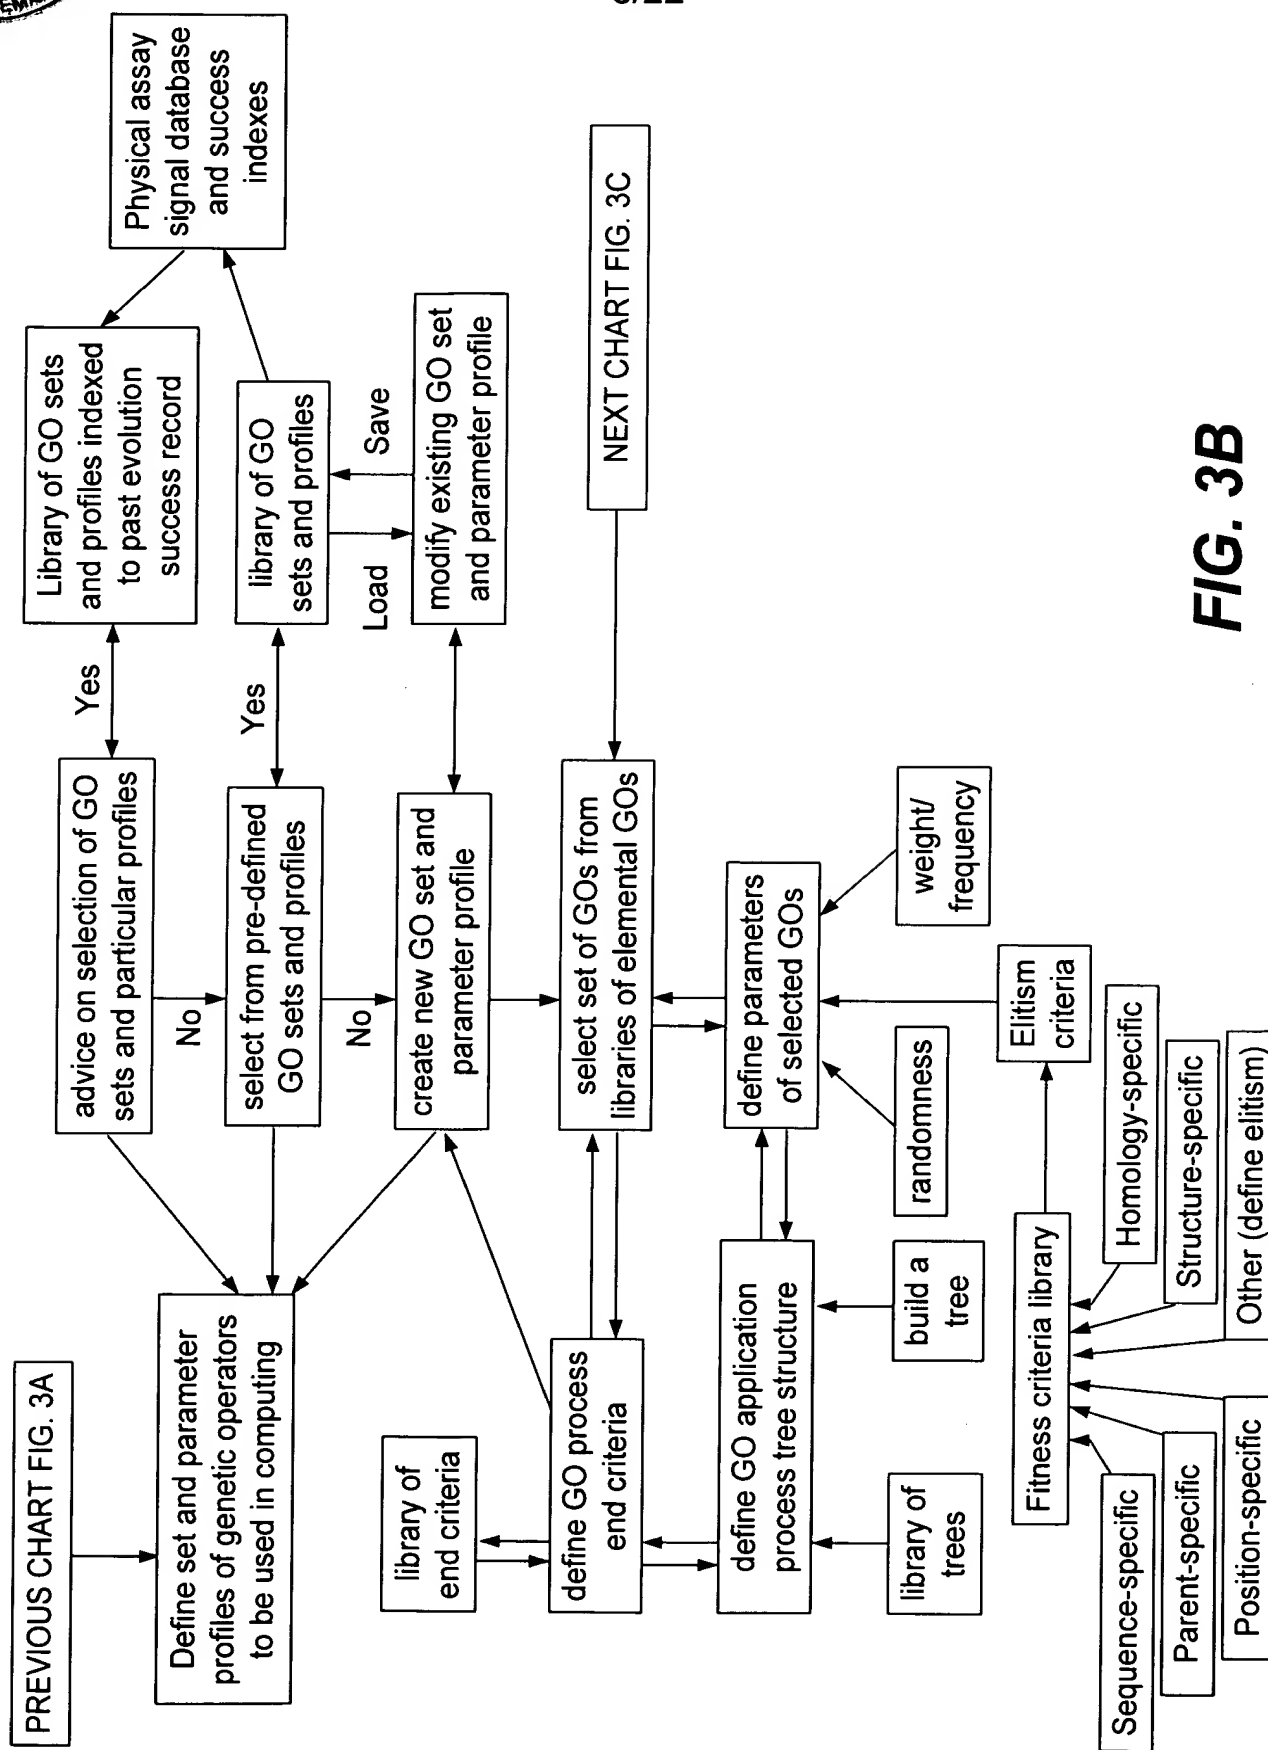 PREVIOUS CHART FIG. 3A
Define set and parameter
profiles of genetic operators
to be used in computing
advice on selection of GO
sets and particular profiles
Yes
Library of GO sets
and profiles indexed
to past evolution
success record
Physical assay
signal database
and success
indexes
No
select from pre-defined
GO sets and profiles
Yes
library of GO
sets and profiles
Load
Save
No
create new GO set and
parameter profile
modify existing GO set
and parameter profile
library of
end criteria
define GO process
end criteria
select set of GOs from
libraries of elemental GOs
NEXT CHART FIG. 3C
define GO application
process tree structure
define parameters
of selected GOs
library of
trees
build a
tree
randomness
weight/
frequency
Elitism
criteria
Fitness criteria library
Sequence-specific
Parent-specific
Position-specific
Homology-specific
Structure-specific
Other (define elitism)
FIG. 3B